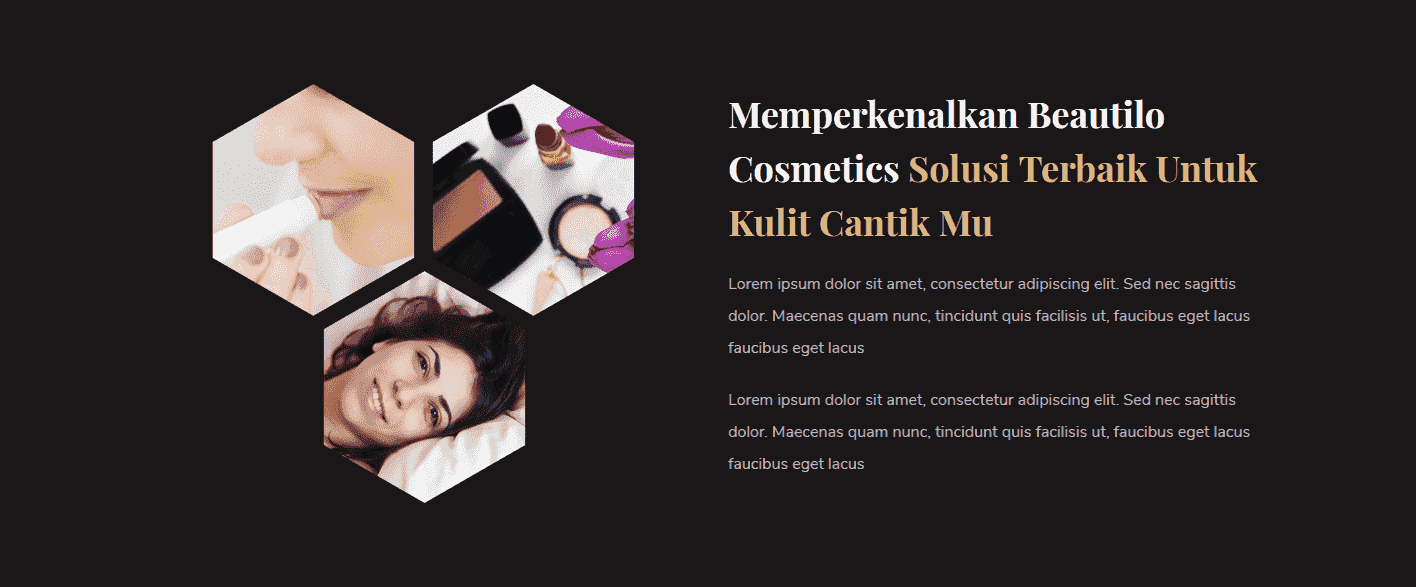 Memperkenalkan Beautilo
Cosmetics Solusi Terbaik Untuk
Kulit Cantik Mu
Lorem ipsum dolor sit amet, consectetur adipiscing elit. Sed nec sagittis
dolor. Maecenas quam nunc, tincidunt quis facilisis ut, faucibus eget lacus
faucibus eget lacus
Lorem ipsum dolor sit amet, consectetur adipiscing elit. Sed nec sagittis
dolor. Maecenas quam nunc, tincidunt quis facilisis ut, faucibus eget lacus
faucibus eget lacus